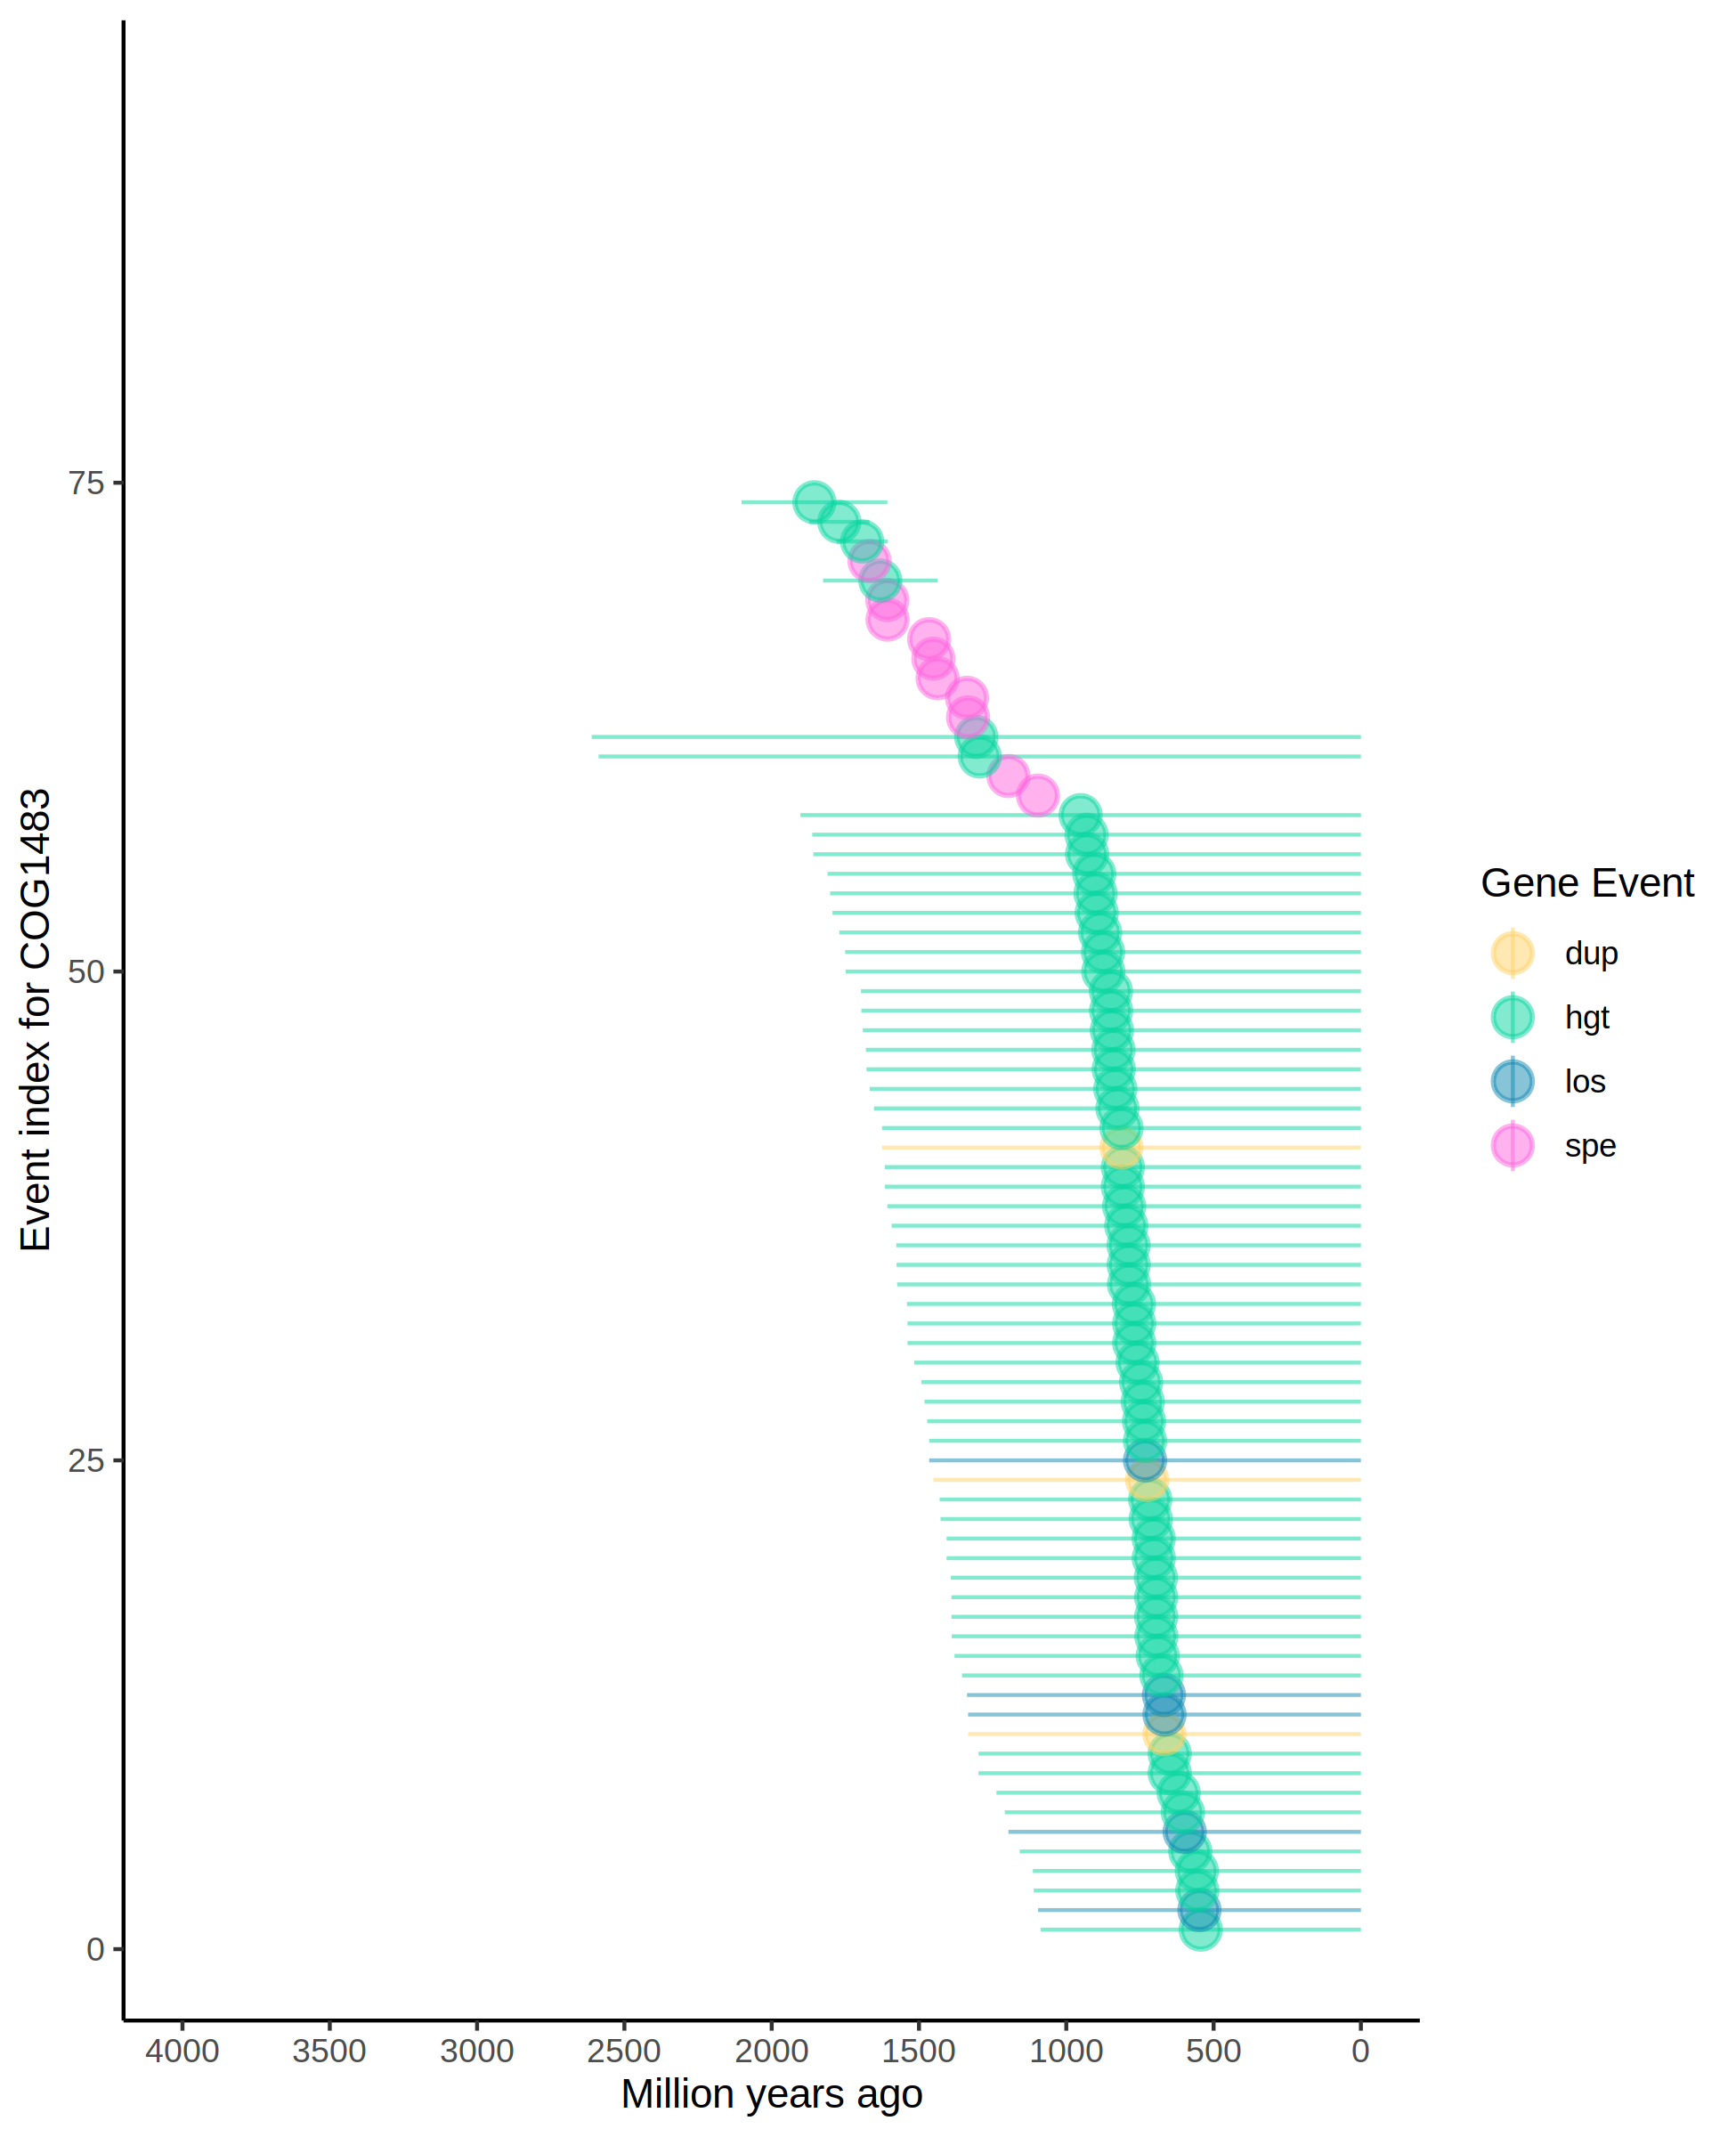 75
50
25
0
Event index for COG1483
4000 3500 3000 2500 2000 1500 1000 500 0
Million years ago
Gene Event
dup
hgt
los
spe